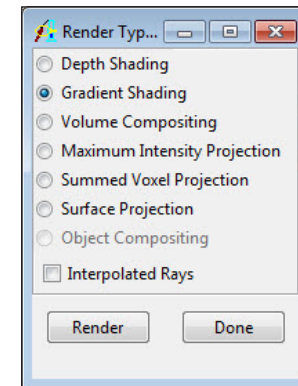 Render Typ...
Depth Shading
Gradient Shading
Volume Compositing
Maximum Intensity Projection
Summed Voxel Projection
Surface Projection
Object Compositing
Interpolated Rays
Render Done